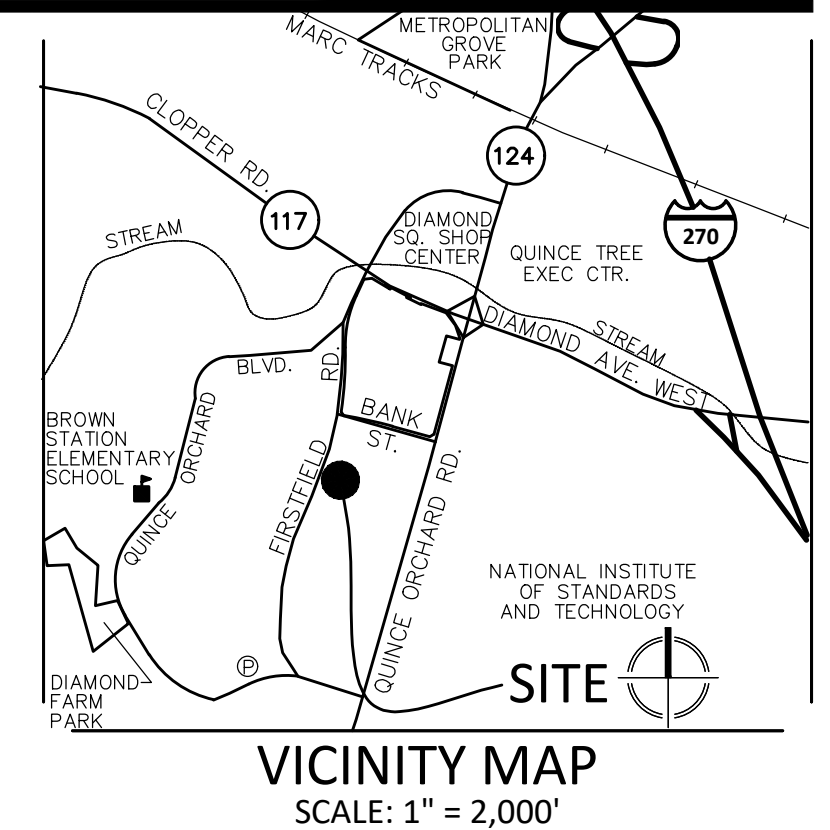 METROPOLITAN
GROVE
PARK
MARC TRACKS
CLOPPER RD.
124
117
270
STREAM
DIAMOND
SQ. SHOP
CENTER
QUINCE TREE
EXEC CTR.
DIAMOND AVE. WEST
STREAM
BLVD.
RD.
BANK
ST.
BROWN
STATION
ELEMENTARY
SCHOOL
QUINCE ORCHARD
FIRSTFIELD
QUINCE ORCHARD RD.
NATIONAL INSTITUTE
OF STANDARDS
AND TECHNOLOGY
P
DIAMOND
FARM
PARK
SITE
VICINITY MAP
SCALE: 1" = 2,000'